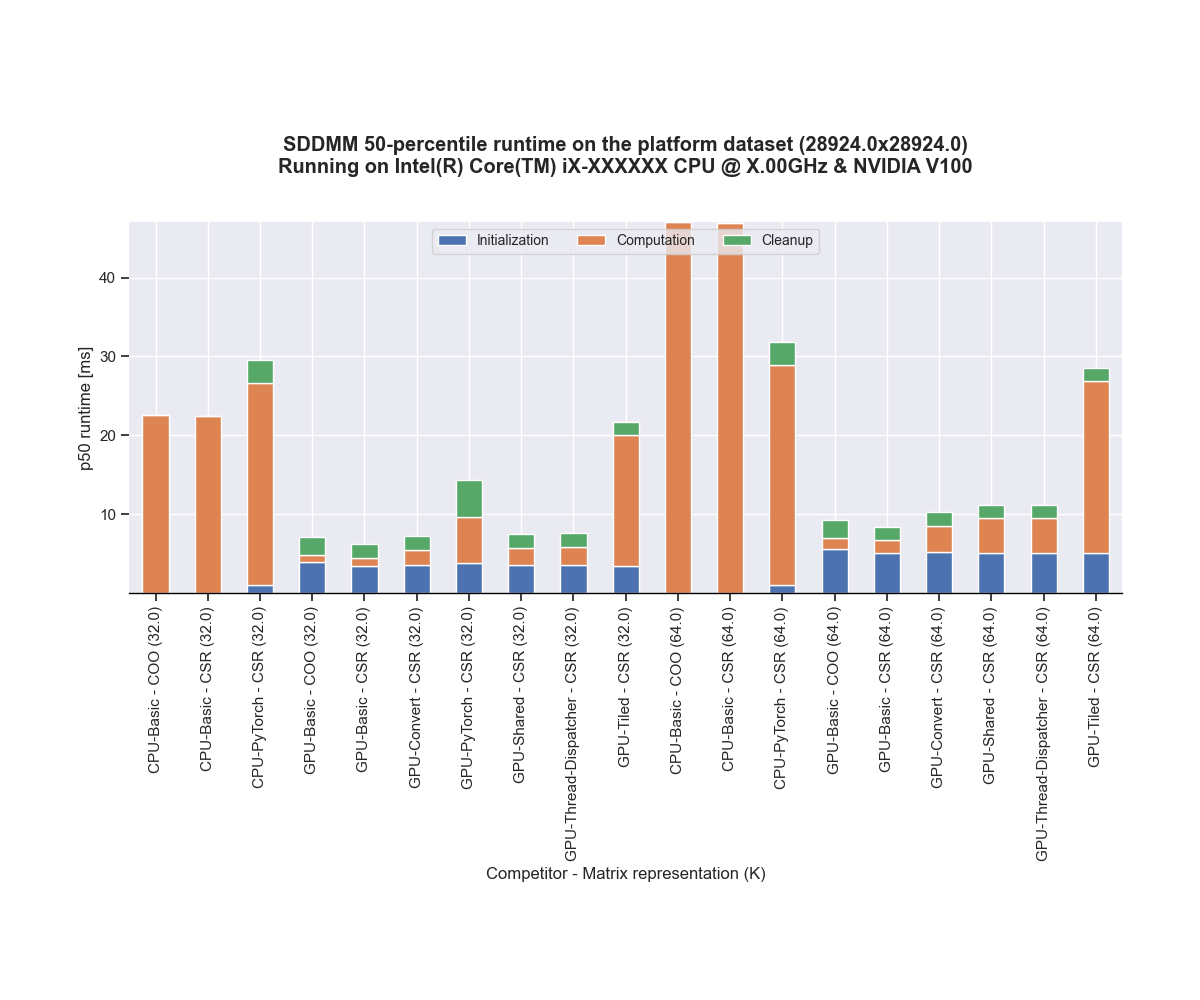 SDDMM 50-percentile runtime on the platform dataset (28924.0x28924.0)
Running on Intel(R) Core(TM) iX-XXXXXX CPU @ X.00GHz & NVIDIA V100
Initialization
Computation
Cleanup
p50 runtime [ms]
40
30
20
10
CPU-Basic - COO (32.0)
CPU-Basic - CSR (32.0)
CPU-PyTorch - CSR (32.0)
GPU-Basic - COO (32.0)
GPU-Basic - CSR (32.0)
GPU-Convert - CSR (32.0)
GPU-PyTorch - CSR (32.0)
GPU-Shared - CSR (32.0)
GPU-Thread-Dispatcher - CSR (32.0)
GPU-Tiled - CSR (32.0)
CPU-Basic - COO (64.0)
CPU-Basic - CSR (64.0)
CPU-PyTorch - CSR (64.0)
GPU-Basic - COO (64.0)
GPU-Basic - CSR (64.0)
GPU-Convert - CSR (64.0)
GPU-Shared - CSR (64.0)
GPU-Thread-Dispatcher - CSR (64.0)
GPU-Tiled - CSR (64.0)
Competitor - Matrix representation (K)